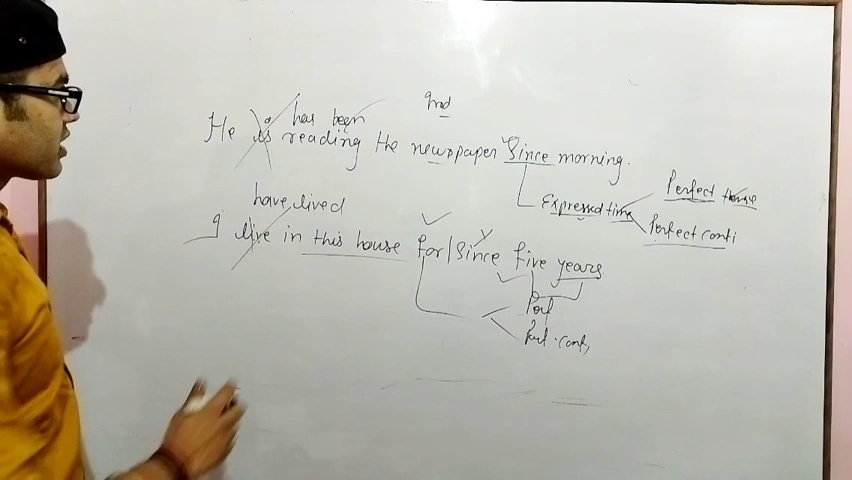 Ind
has been
He is reading the newspaper Since morning.
Expressed time
Perfect tense
Perfect conti
have lived
I live in this house for/Since five years.
Perf
Perf. Conti,